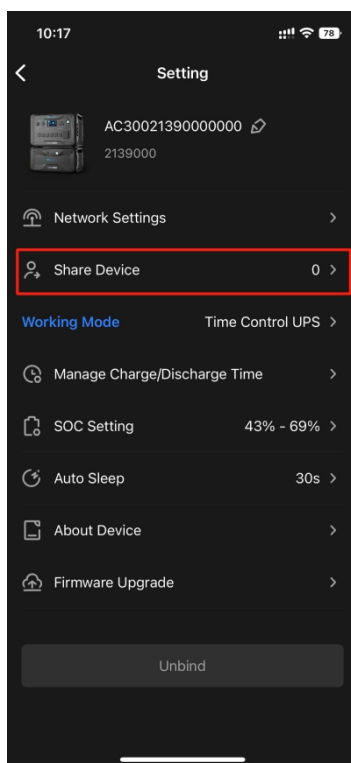 10:17
78
Setting
AC30021390000000
2139000
Network Settings
Share Device 0
Working Mode Time Control UPS
Manage Charge/Discharge Time
SOC Setting 43% - 69%
Auto Sleep 30s
About Device
Firmware Upgrade
Unbind